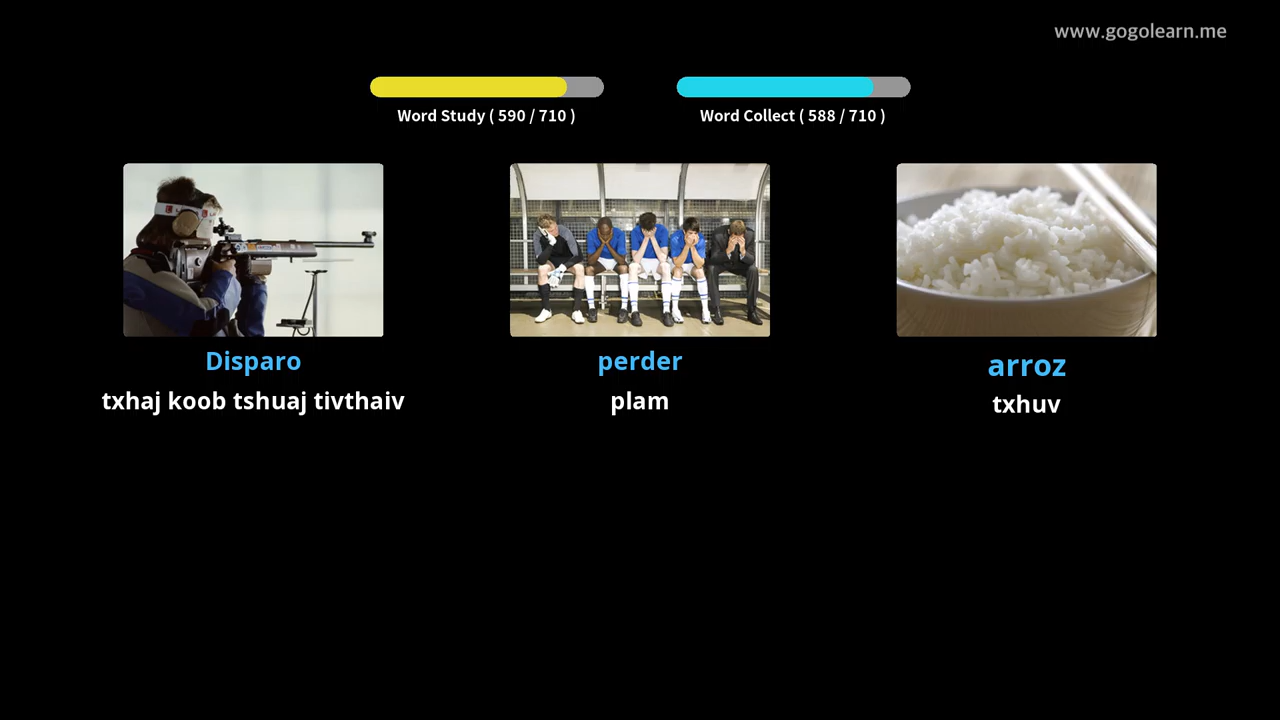 www.gogolearn.me
Word Study ( 590 / 710 )
Word Collect ( 588 / 710 )
Disparo
txhaj koob tshuaj tivthaiv
perder
plam
arroz
txhuv